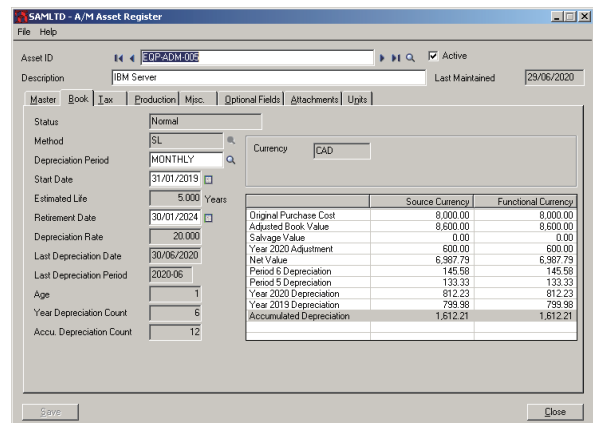 SAMLTD - A/M Asset Register
File Help
Asset ID EQP-ADM-005 Active
Description IBM Server Last Maintained 29/06/2020
Master Book Tax Production Misc. Optional Fields Attachments Units
Status Normal
Method SL
Depreciation Period MONTHLY
Start Date 31/01/2019
Estimated Life 5.000 Years
Retirement Date 30/01/2024
Depreciation Rate 20.000
Last Depreciation Date 30/06/2020
Last Depreciation Period 2020-06
Age 1
Year Depreciation Count 6
Accu. Depreciation Count 12
Currency CAD
Source Currency Functional Currency
Original Purchase Cost 8,000.00 8,000.00
Adjusted Book Value 8,600.00 8,600.00
Salvage Value 0.00 0.00
Year 2020 Adjustment 600.00 600.00
Net Value 6,987.79 6,987.79
Period 6 Depreciation 145.58 145.58
Period 5 Depreciation 133.33 133.33
Year 2020 Depreciation 812.23 812.23
Year 2019 Depreciation 799.98 799.98
Accumulated Depreciation 1,612.21 1,612.21
Save Close